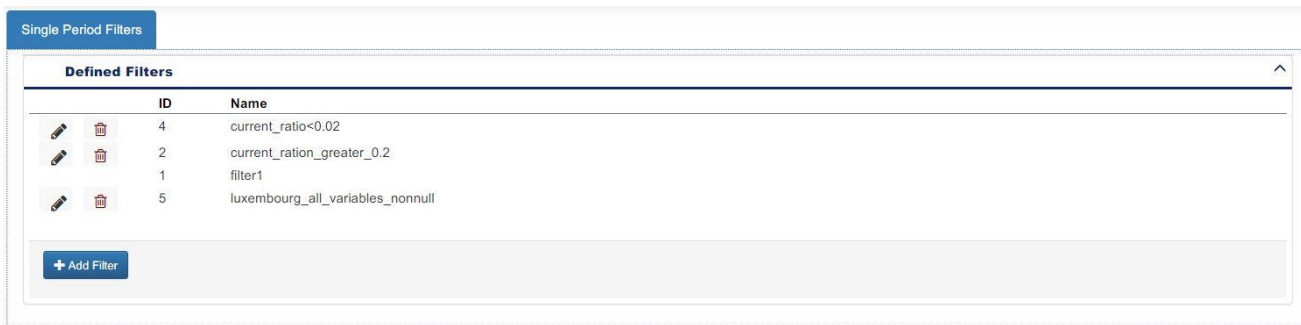 Single Period Filters
Defined Filters
ID Name
4 current_ratio<0.02
2 current_ration_greater_0.2
1 filter1
5 luxembourg_all_variables_nonnull
Add Filter